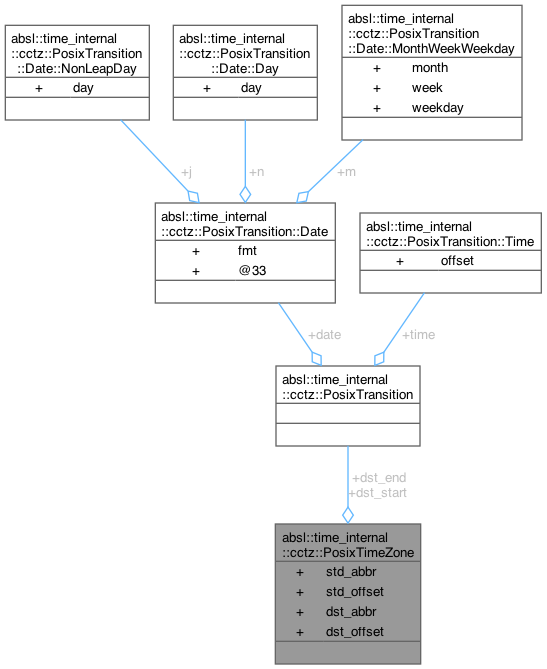 absl::time_internal
::cctz::PosixTransition
::Date::NonLeapDay
+ day
absl::time_internal
::cctz::PosixTransition
::Date::Day
+ day
absl::time_internal
::cctz::PosixTransition
::Date::MonthWeekWeekday
+ month
+ week
+ weekday
+j
+n
+m
absl::time_internal
::cctz::PosixTransition::Date
+ fmt
+ @33
absl::time_internal
::cctz::PosixTransition::Time
+ offset
+date
+time
absl::time_internal
::cctz::PosixTransition
+dst_end
+dst_start
absl::time_internal
::cctz::PosixTimeZone
+ std_abbr
+ std_offset
+ dst_abbr
+ dst_offset